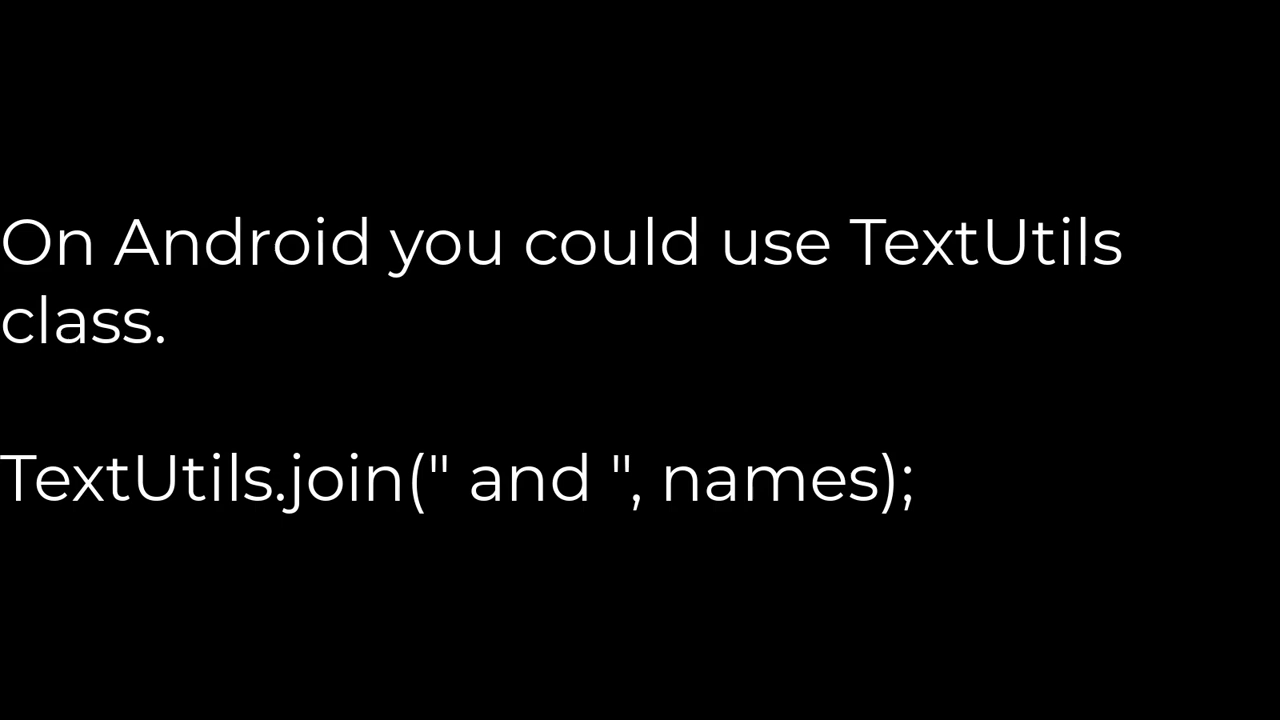 On Android you could use TextUtils
class.
TextUtils.join(" and ", names);